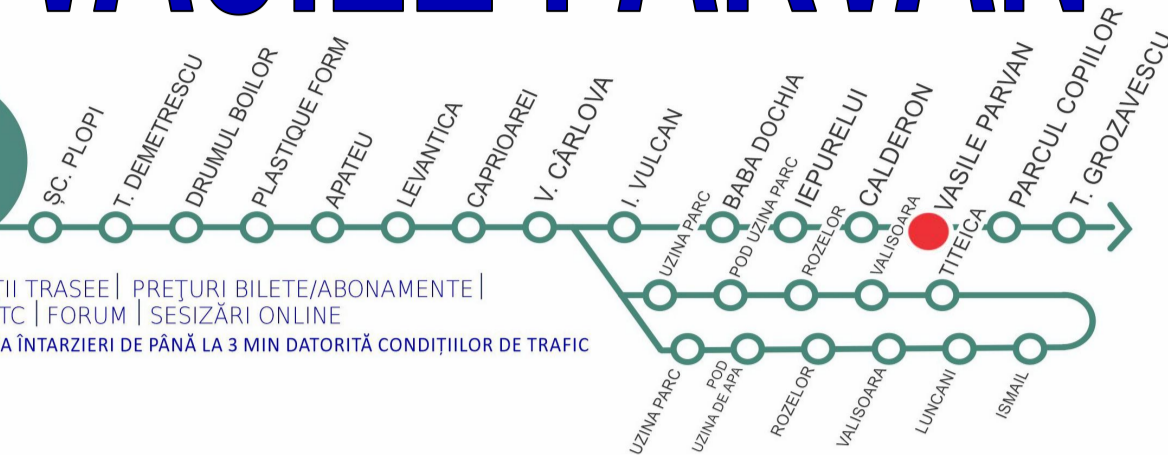 VASILE PARVAN
ȘC. PLOPI
T. DEMETRESCU
DRUMUL BOILOR
PLASTIQUE FORM
APATEU
LEVANTICA
CAPRIOAREI
V. CÂRLOVA
I. VULCAN
BABA DOCHIA
IEPURELUI
CALDERON
VASILE PARVAN
PARCUL COPIILOR
T. GROZAVESCU
UZINA PARC
POD UZINA PARC
ROZELOR
VALISOARA
TITEICA
TII TRASEE| PREŢURI BILETE/ABONAMENTE|
TC | FORUM | SESIZĂRI ONLINE
A ÎNTARZIERI DE PÂNĂ LA 3 MIN DATORITĂ CONDIȚIILOR DE TRAFIC
UZINA PARC
POD
UZINA DE APA
ROZELOR
VALISOARA
LUNCANI
ISMAIL